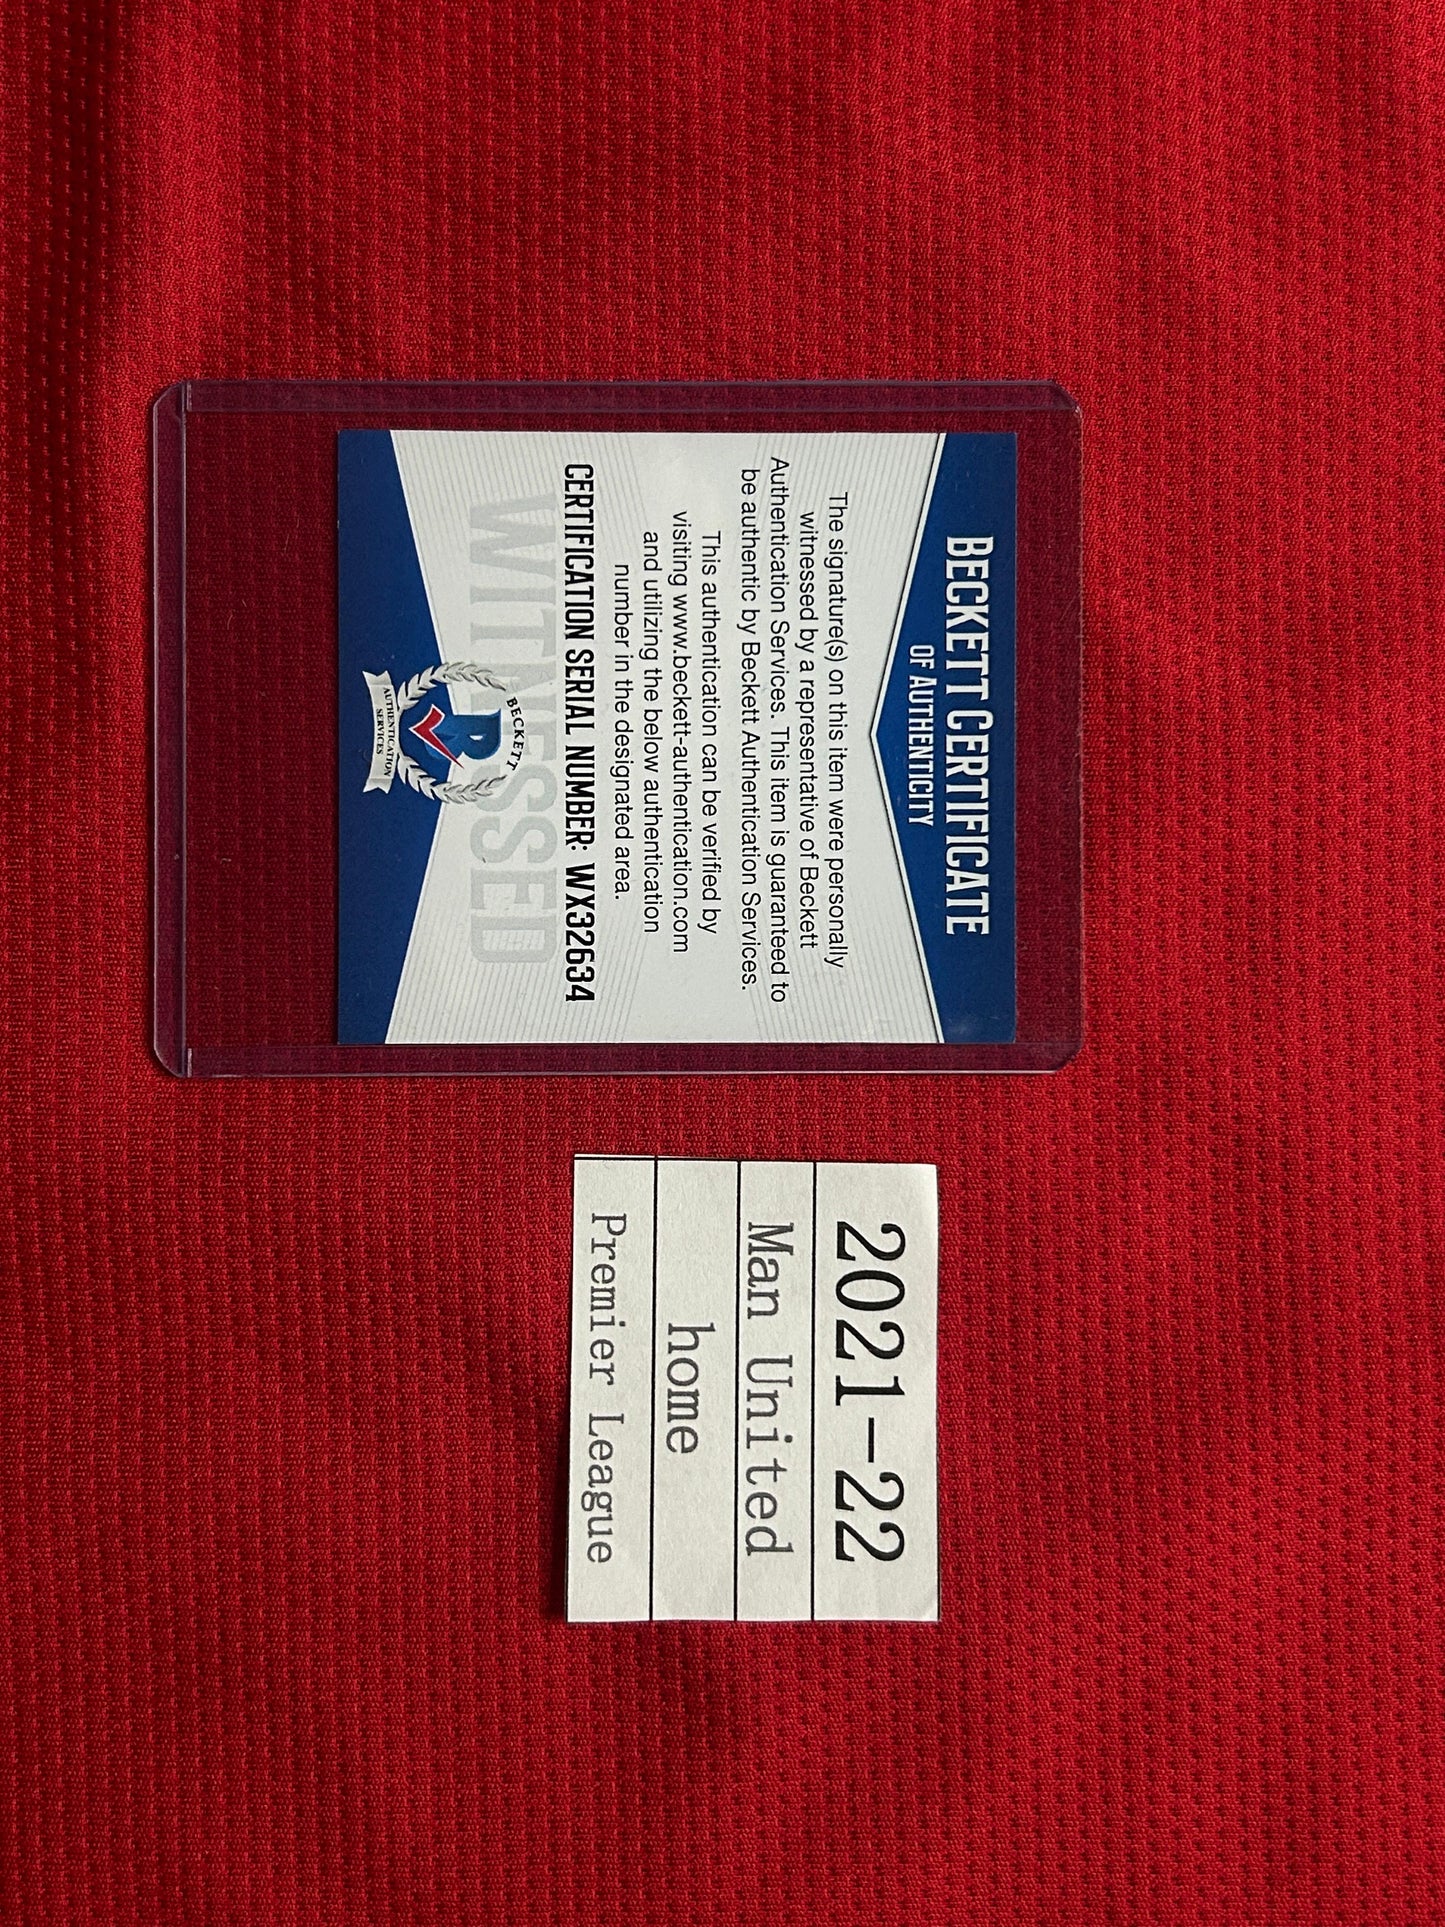 BECKETT CERTIFICATE
OF AUTHENTICITY
The signature(s) on this item were personally
witnessed by a representative of Beckett
Authentication Services. This item is guaranteed to
be authentic by Beckett Authentication Services.
This authentication can be verified by
visiting www.beckett-authentication.com
and utilizing the below authentication
number in the designated area.
CERTIFICATION SERIAL NUMBER: WX32634
WITNESSED
BECKETT
B
AUTHENTICATION
SERVICES
2021-22
Man United
home
Premier League